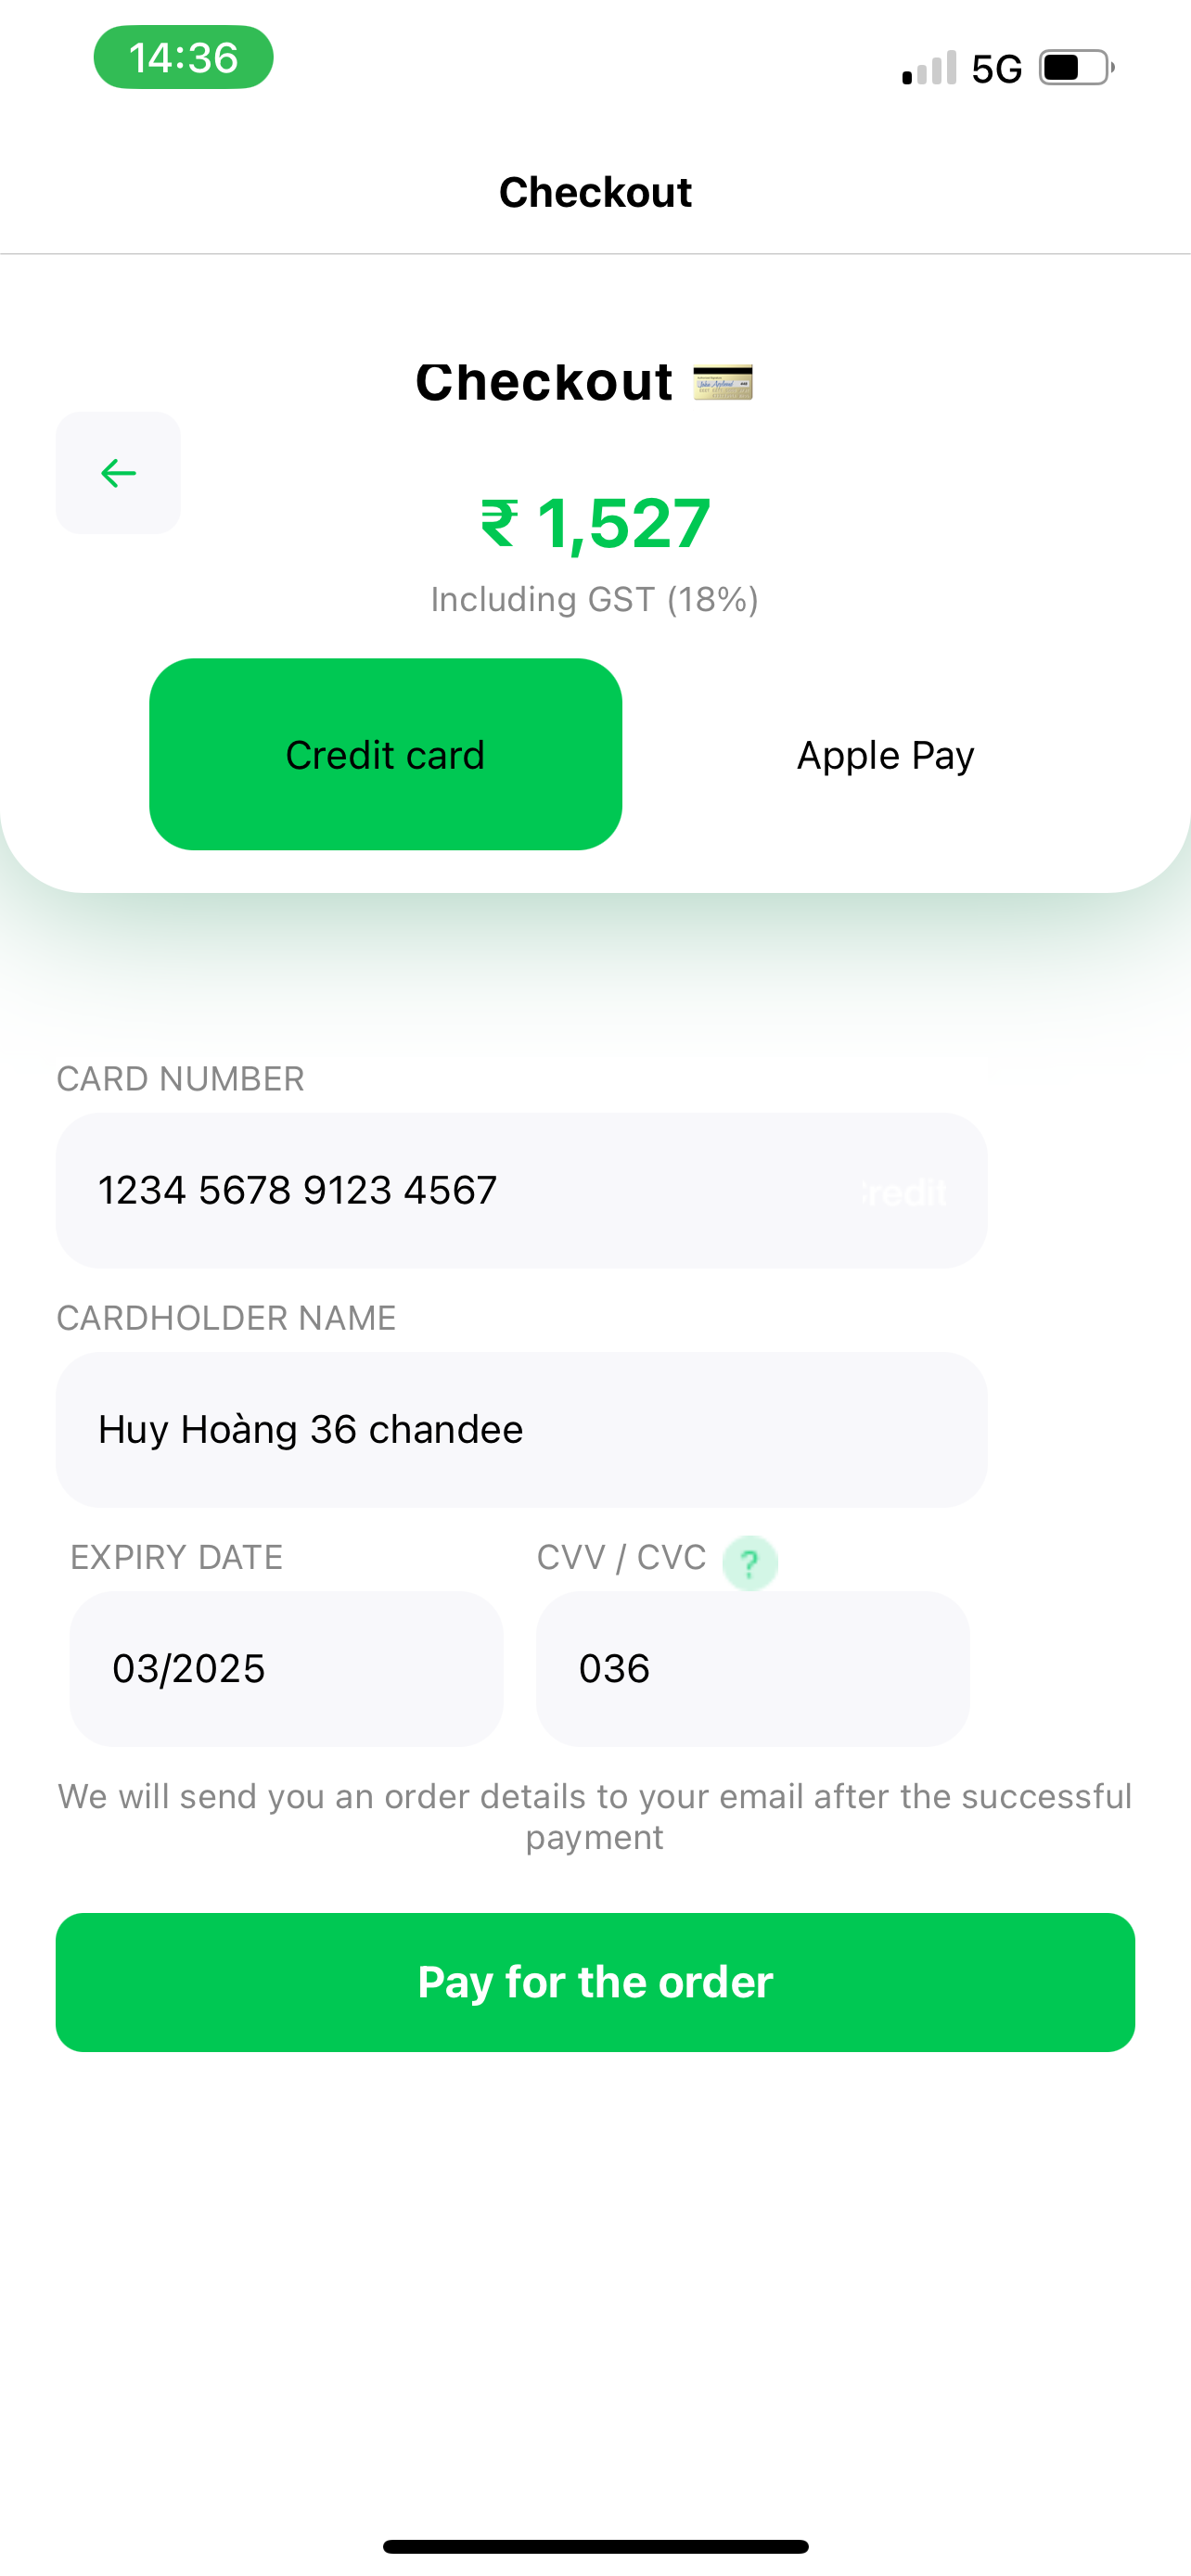 14:36
5G
Checkout
Checkout
₹ 1,527
Including GST (18%)
Credit card
Apple Pay
CARD NUMBER
1234 5678 9123 4567
redit
CARDHOLDER NAME
Huy Hoàng 36 chandee
EXPIRY DATE
CVV / CVC ?
03/2025
036
We will send you an order details to your email after the successful
payment
Pay for the order